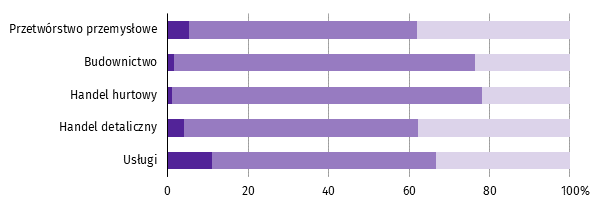 Przetwórstwo przemysłowe
Budownictwo
Handel hurtowy
Handel detaliczny
Usługi
0 20 40 60 80 100%